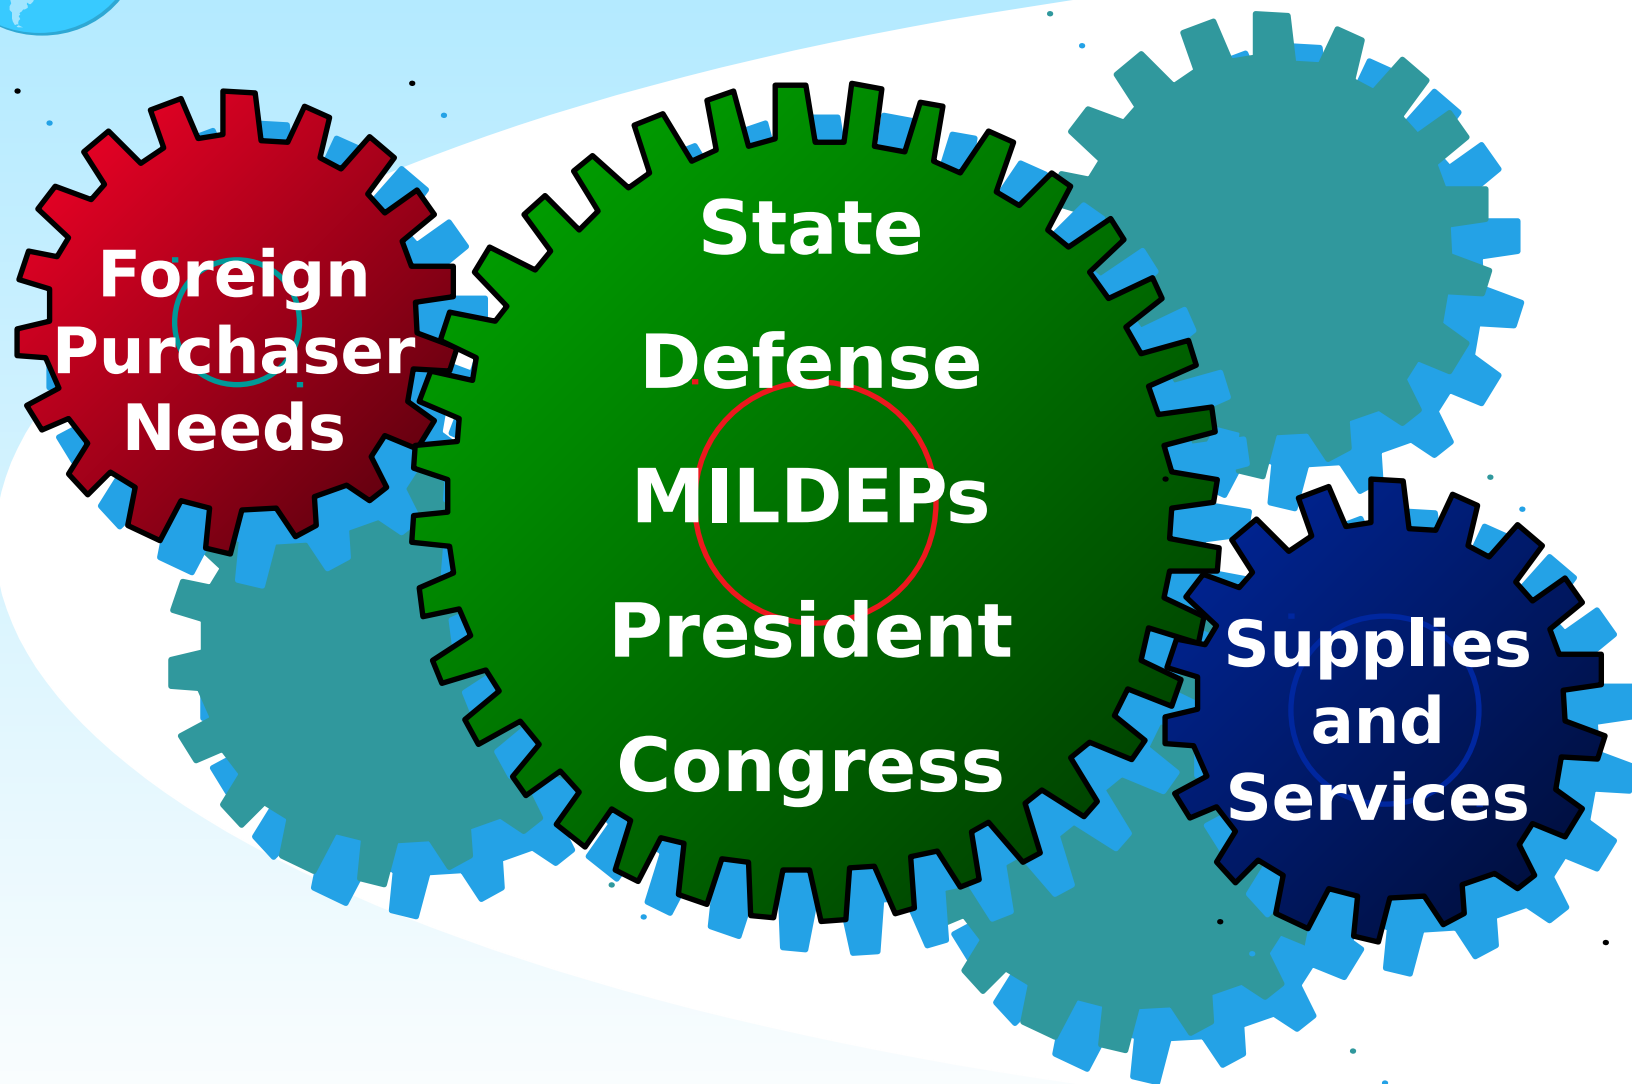 Foreign
Purchaser
Needs
State
Defense
MILDEPs
President
Congress
Supplies
and
Services